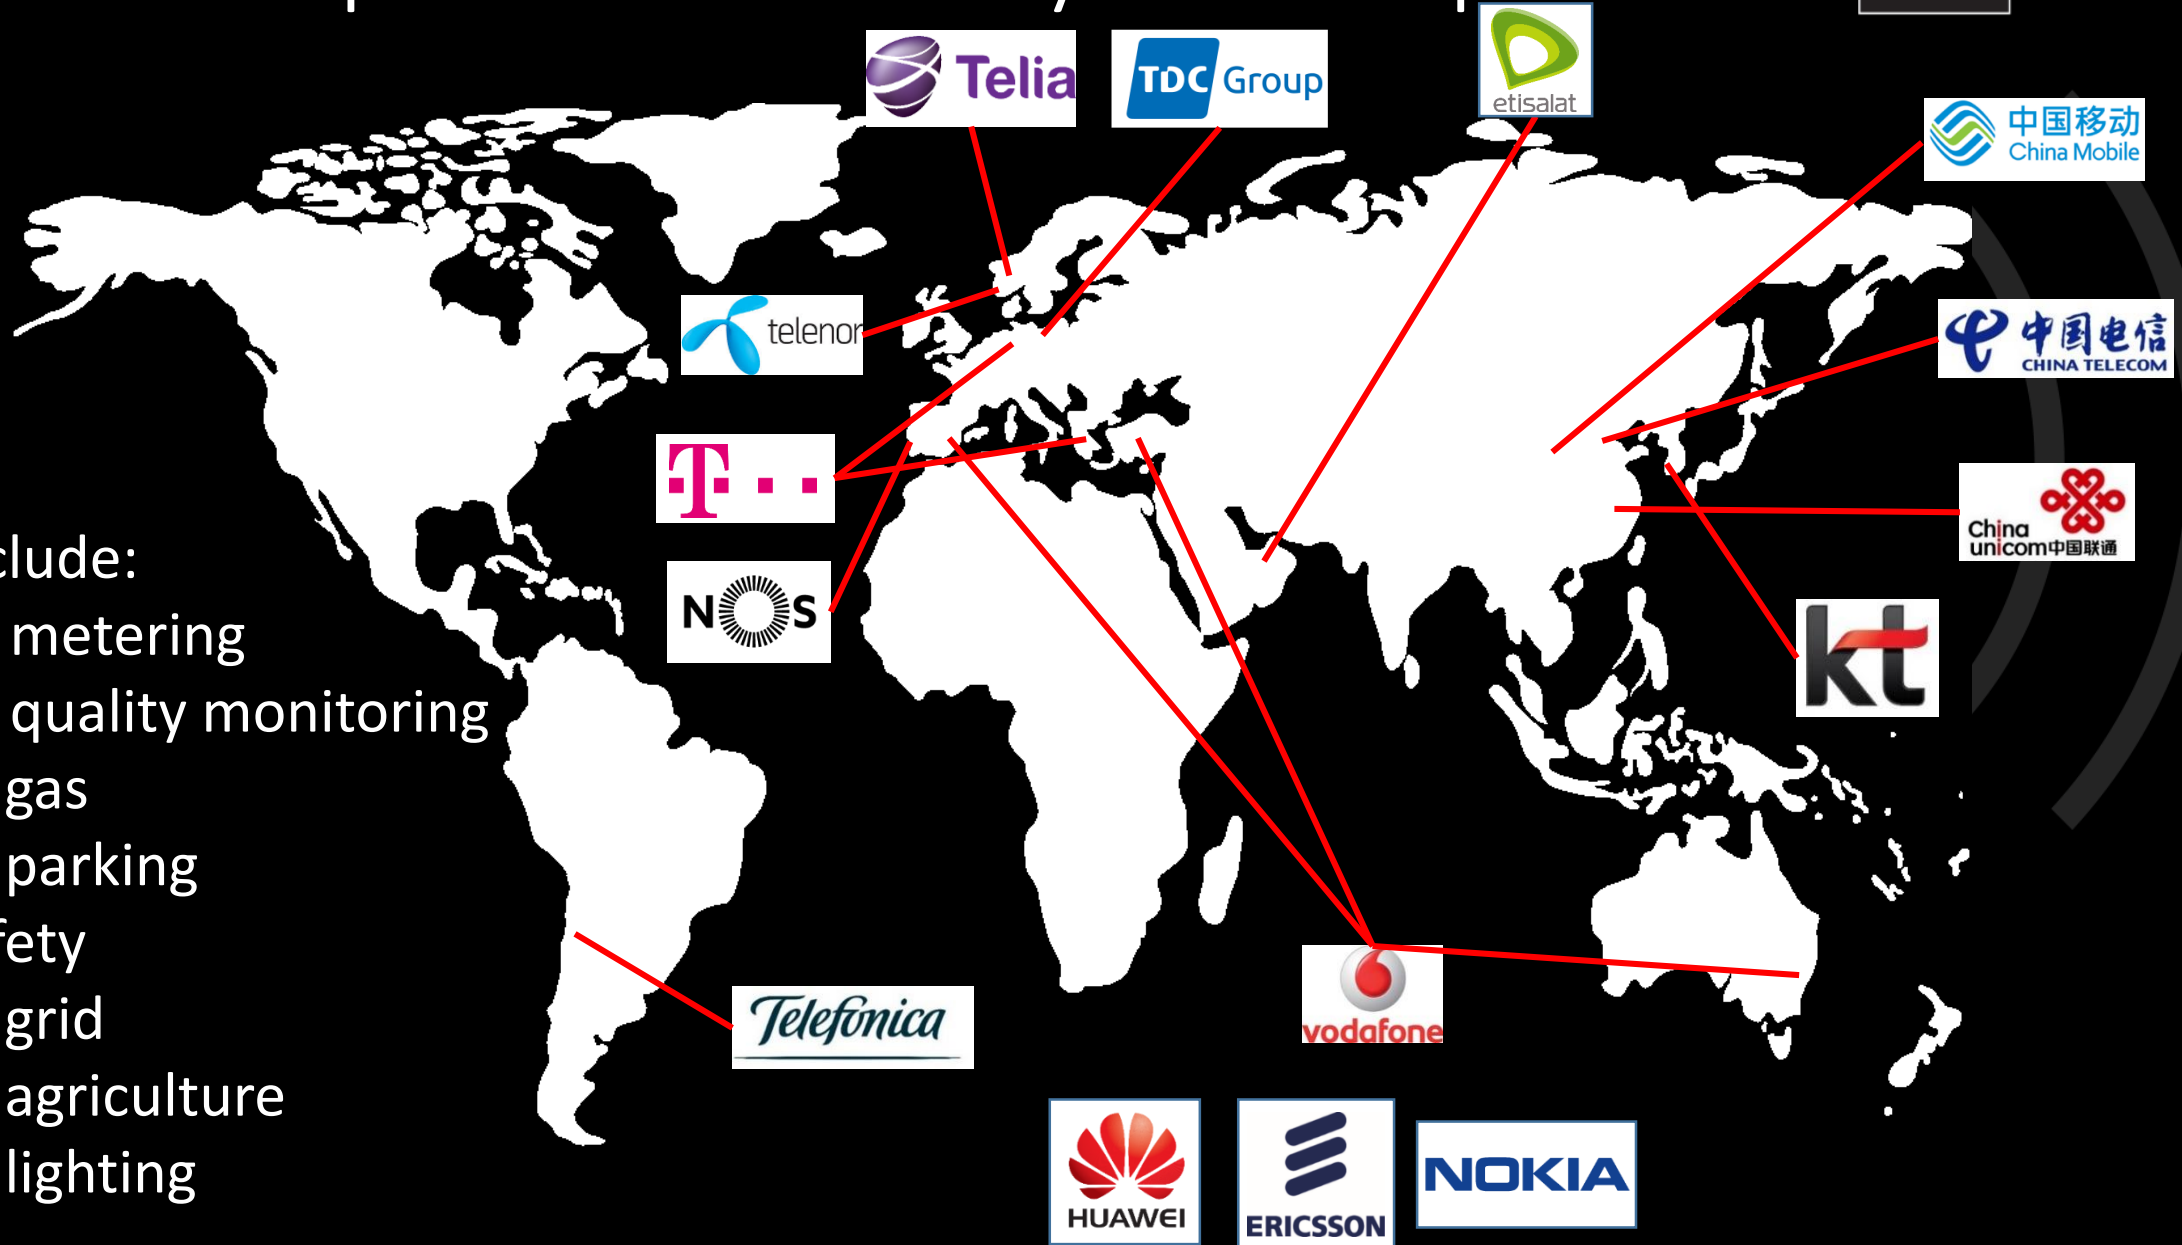 Telia
TDC Group
etisalat
中国移动
China Mobile
telenor
中国电信
CHINA TELECOM
T
China
unicom中国联通
clude:
NOS
metering
kt
quality monitoring
gas
parking
fety
vodafone
Telefónica
grid
agriculture
HUAWEI
ERICSSON
NOKIA
lighting